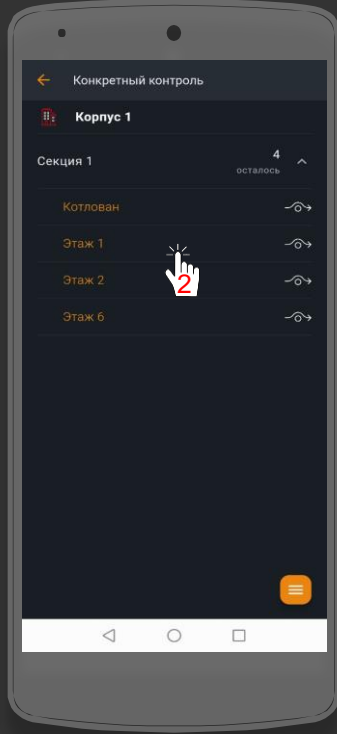 Конкретный контроль
Корпус 1
Секция 1
4
осталось
Котлован
Этаж 1
2
Этаж 2
Этаж 6